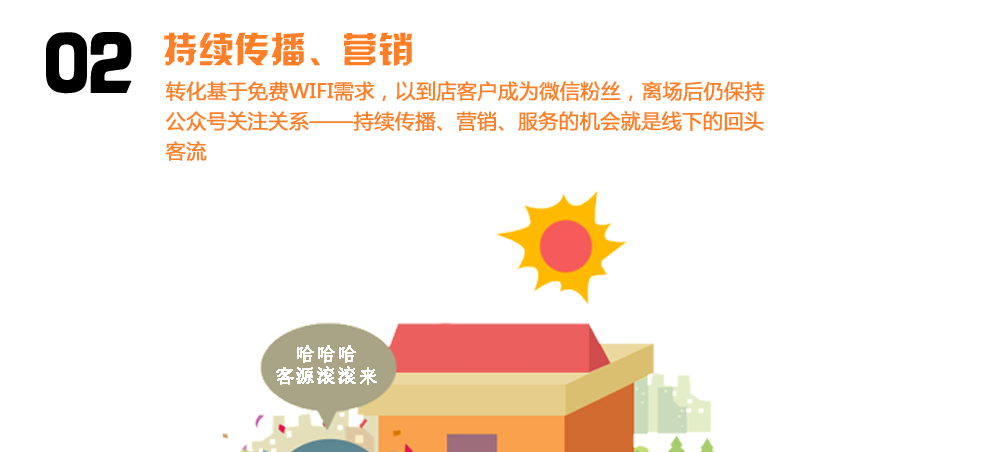 02
持续传播、营销
转化基于免费WIFI需求，以到店客户成为微信粉丝，离场后仍保持
公众号关注关系——持续传播、营销、服务的机会就是线下的回头
客流
哈哈哈
客源滚滚来